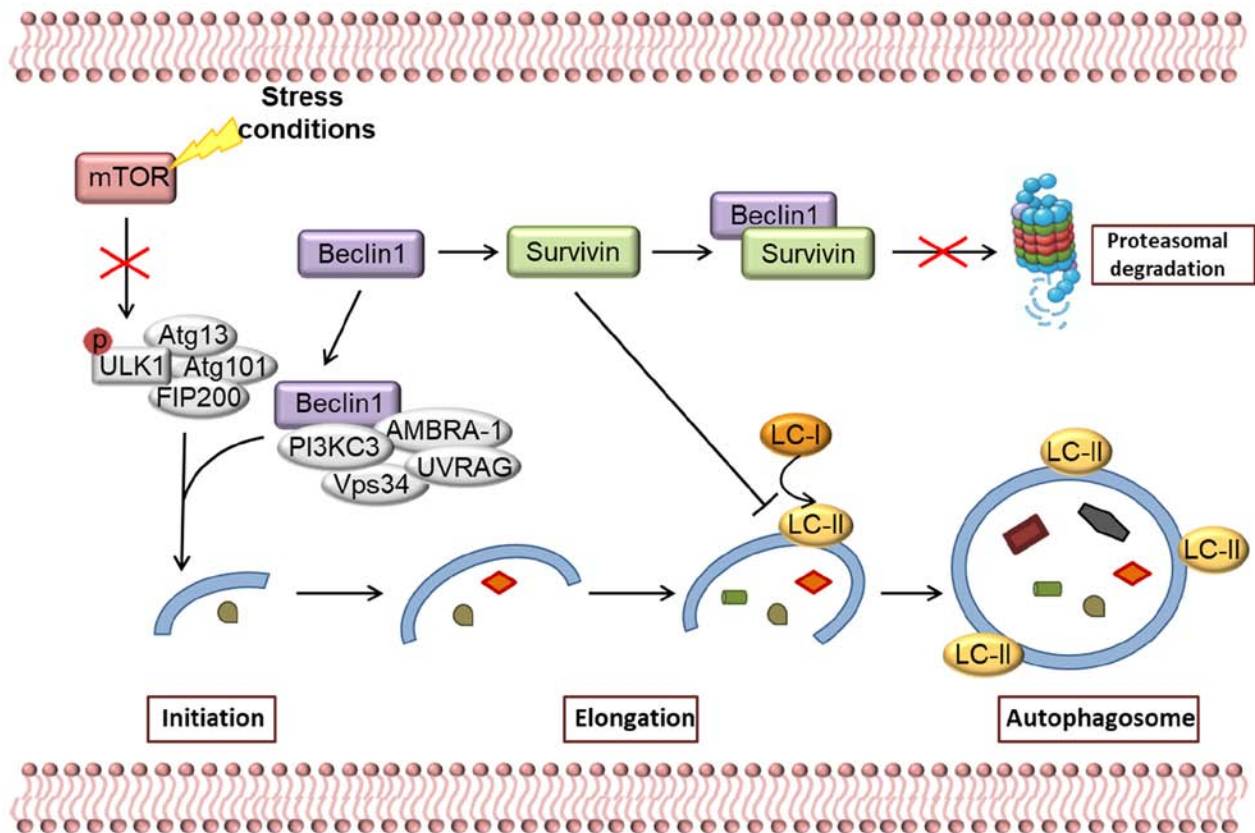 Stress
conditions
mTOR
Beclin1
Survivin
Beclin1
Survivin
Proteasomal
degradation
p
ULK1
Atg13
Atg101
FIP200
Beclin1
PI3KC3
AMBRA-1
UVRAG
Vps34
LC-I
LC-II
LC-II
LC-II
LC-II
Initiation
Elongation
Autophagosome